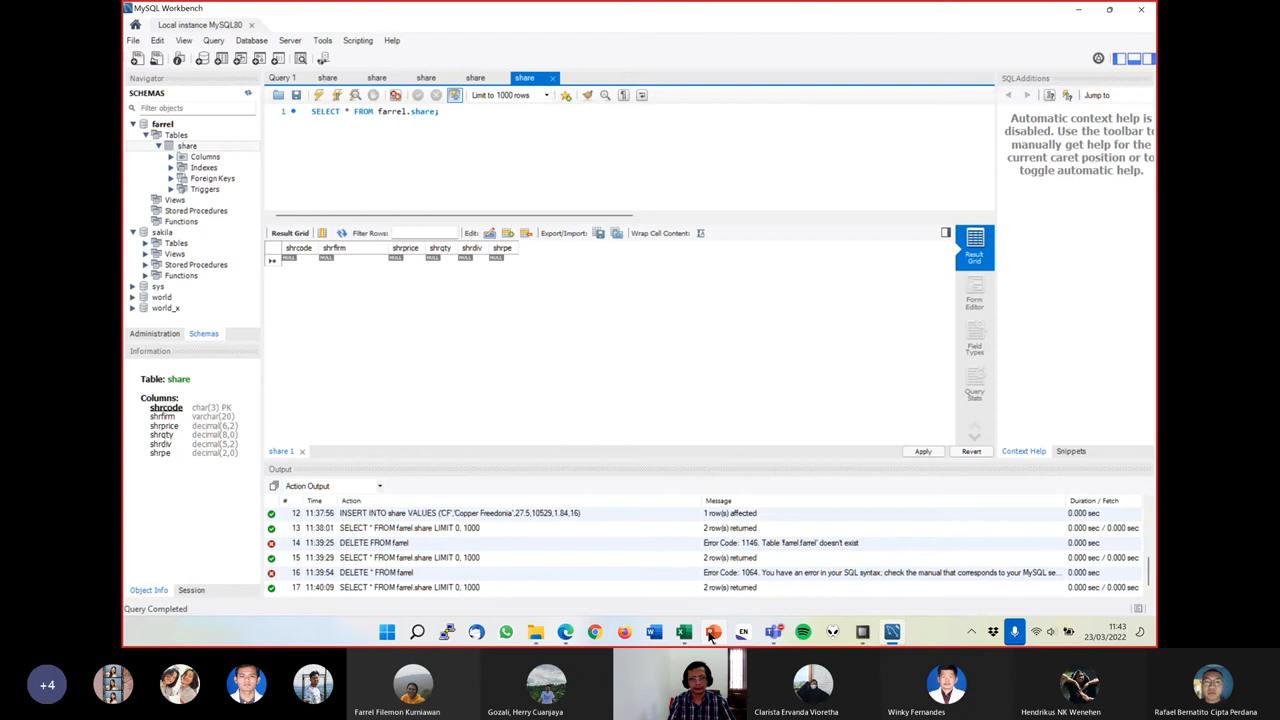 MySQL Workbench
Local instance MySQL80
File Edit View Query Database Server Tools Scripting Help
Navigator
SCHEMAS
Filter objects
farrel
Tables
share
Columns
Indexes
Foreign Keys
Triggers
Views
Stored Procedures
Functions
sakila
Tables
Views
Stored Procedures
Functions
sys
world
world_x
Administration Schemas
Information
Table: share
Columns:
shrcode char(3) PK
shrfirm varchar(20)
shrprice decimal(6,2)
shrqty decimal(8,0)
shrdiv decimal(5,2)
shrpe decimal(2,0)
Object Info Session
Query Completed
Query 1 share share share share share
Limit to 1000 rows
1 SELECT * FROM farrel.share;
Result Grid Filter Rows: Edit: Export/Import: Wrap Cell Content:
shrcode shrfirm shrprice shrqty shrdiv shrpe
NULL NULL NULL NULL NULL NULL
Result Grid
Form Editor
Field Types
Query Stats
share 1 Apply Revert
SQLAdditions
Jump to
Automatic context help is
disabled. Use the toolbar to
manually get help for the
current caret position or to
toggle automatic help.
Context Help Snippets
Output
Action Output
# Time Action Message Duration / Fetch
12 11:37:56 INSERT INTO share VALUES ('CF','Copper Freedonia',27.5,10529,1.84,16) 1 row(s) affected 0.000 sec
13 11:38:01 SELECT * FROM farrel.share LIMIT 0, 1000 2 row(s) returned 0.000 sec / 0.000 sec
14 11:39:25 DELETE FROM farrel Error Code: 1146. Table 'farrel.farrel' doesn't exist 0.000 sec
15 11:39:29 SELECT * FROM farrel.share LIMIT 0, 1000 2 row(s) returned 0.000 sec / 0.000 sec
16 11:39:54 DELETE * FROM farrel Error Code: 1064. You have an error in your SQL syntax; check the manual that corresponds to your MySQL se... 0.000 sec
17 11:40:09 SELECT * FROM farrel.share LIMIT 0, 1000 2 row(s) returned 0.000 sec / 0.000 sec
EN
11:43
23/03/2022
+4
Farrel Filemon Kurniawan
Gozali, Herry Cuanjaya
Clarista Ervanda Vioretha
Winky Fernandes
Hendrikus NK Wenehen
Rafael Bernatito Cipta Perdana